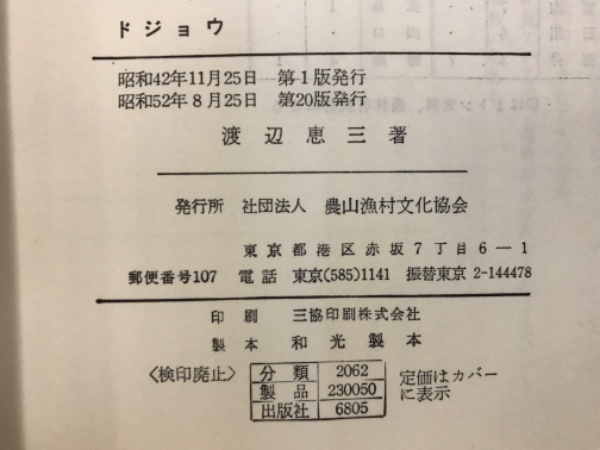 ドジョウ
昭和42年11月25日　第1版発行
昭和52年8月25日　第20版発行
渡辺恵三著
発行所　社団法人　農山漁村文化協会
東京都港区赤坂7丁目6―1
郵便番号107　電話　東京(585)1141　振替東京2-144478
印刷　三協印刷株式会社
製本　和光製本
〈検印廃止〉
分類　2062
製品　230050
出版社　6805
定価はカバー
に表示